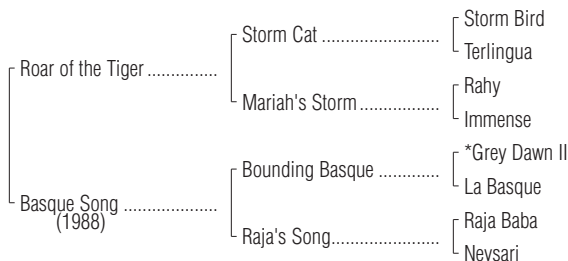 Storm Bird
Storm Cat ........................
Terlingua
Roar of the Tiger ..............
Rahy
Mariah's Storm ................
Immense
*Grey Dawn II
Bounding Basque .............
La Basque
Basque Song ...................
(1988)
Raja Baba
Raja's Song......................
Nevsari